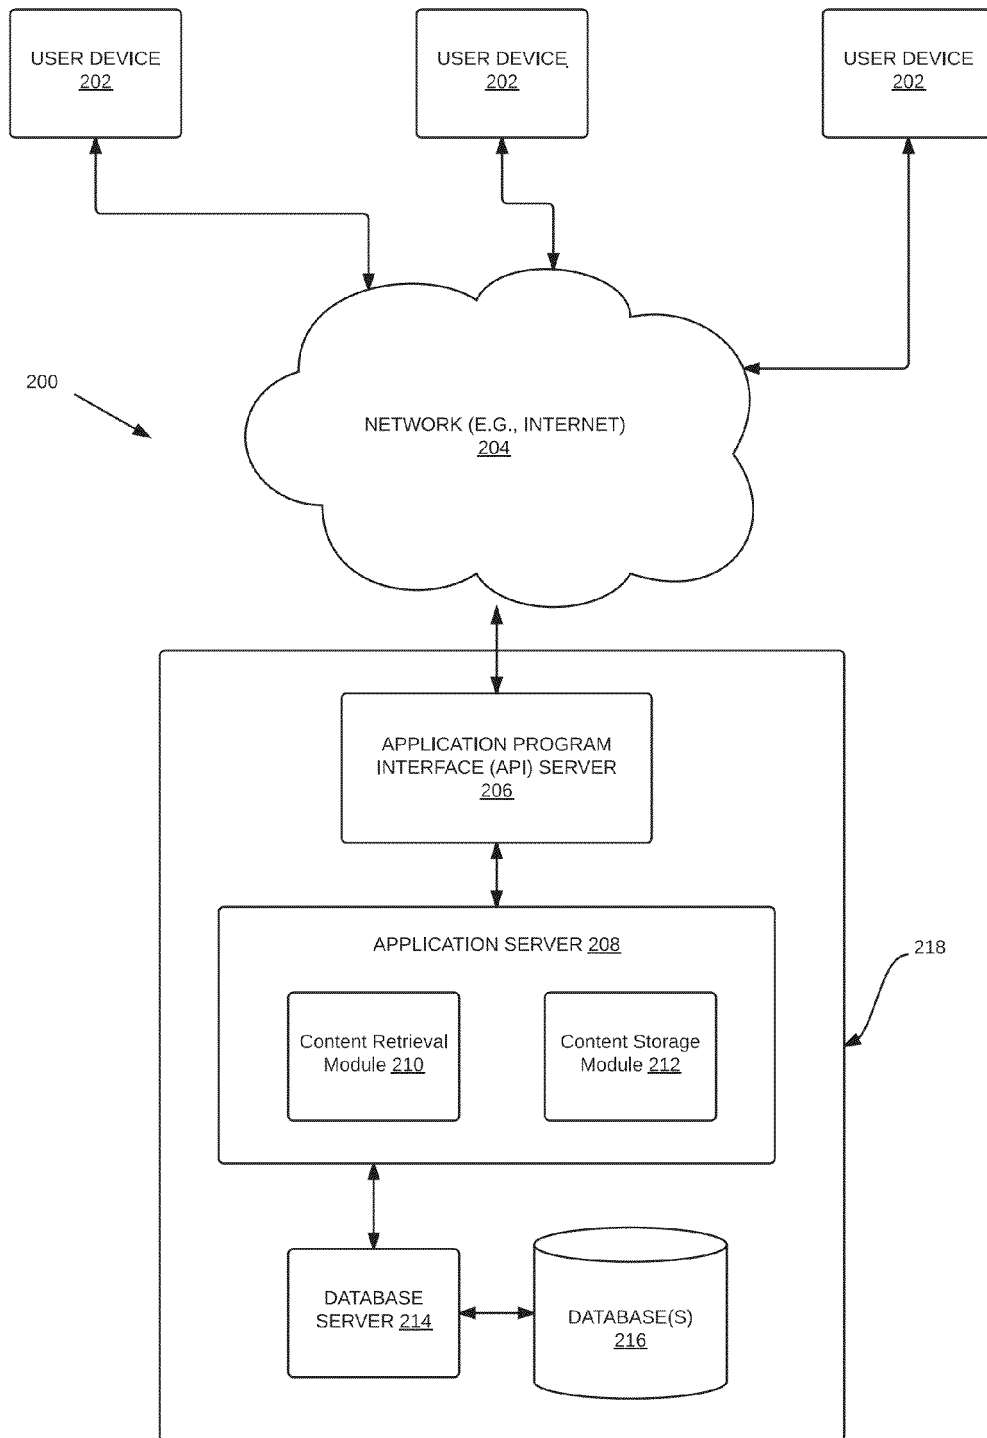 USER DEVICE
202
USER DEVICE
202
USER DEVICE
202
200
NETWORK (E.G., INTERNET)
204
APPLICATION PROGRAM
INTERFACE (API) SERVER
206
APPLICATION SERVER 208
218
Content Retrieval
Module 210
Content Storage
Module 212
DATABASE
SERVER 214
DATABASE(S)
216